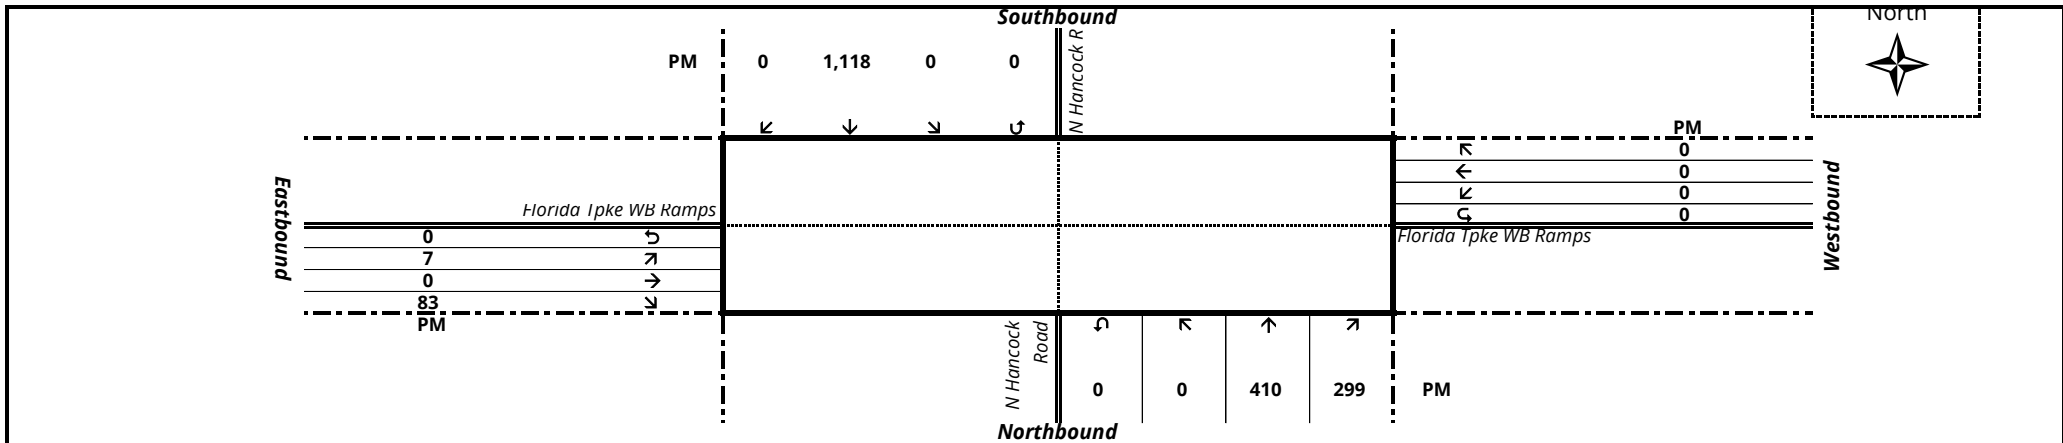 Southbound
North
PM 0 1,118 0 0
N Hancock R
PM
0
0
0
0
Eastbound
Westbound
Florida Tpke WB Ramps
Florida Tpke WB Ramps
0
7
0
83
PM
N Hancock
Road
0 0 410 299 PM
Northbound